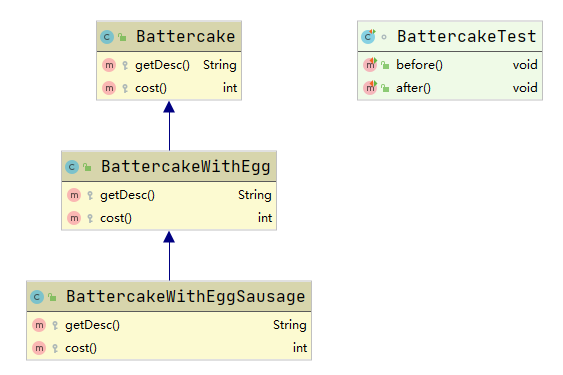 Battercake
getDesc() String
cost() int
BattercakeTest
before() void
after() void
BattercakeWithEgg
getDesc() String
cost() int
BattercakeWithEggSausage
getDesc() String
cost() int